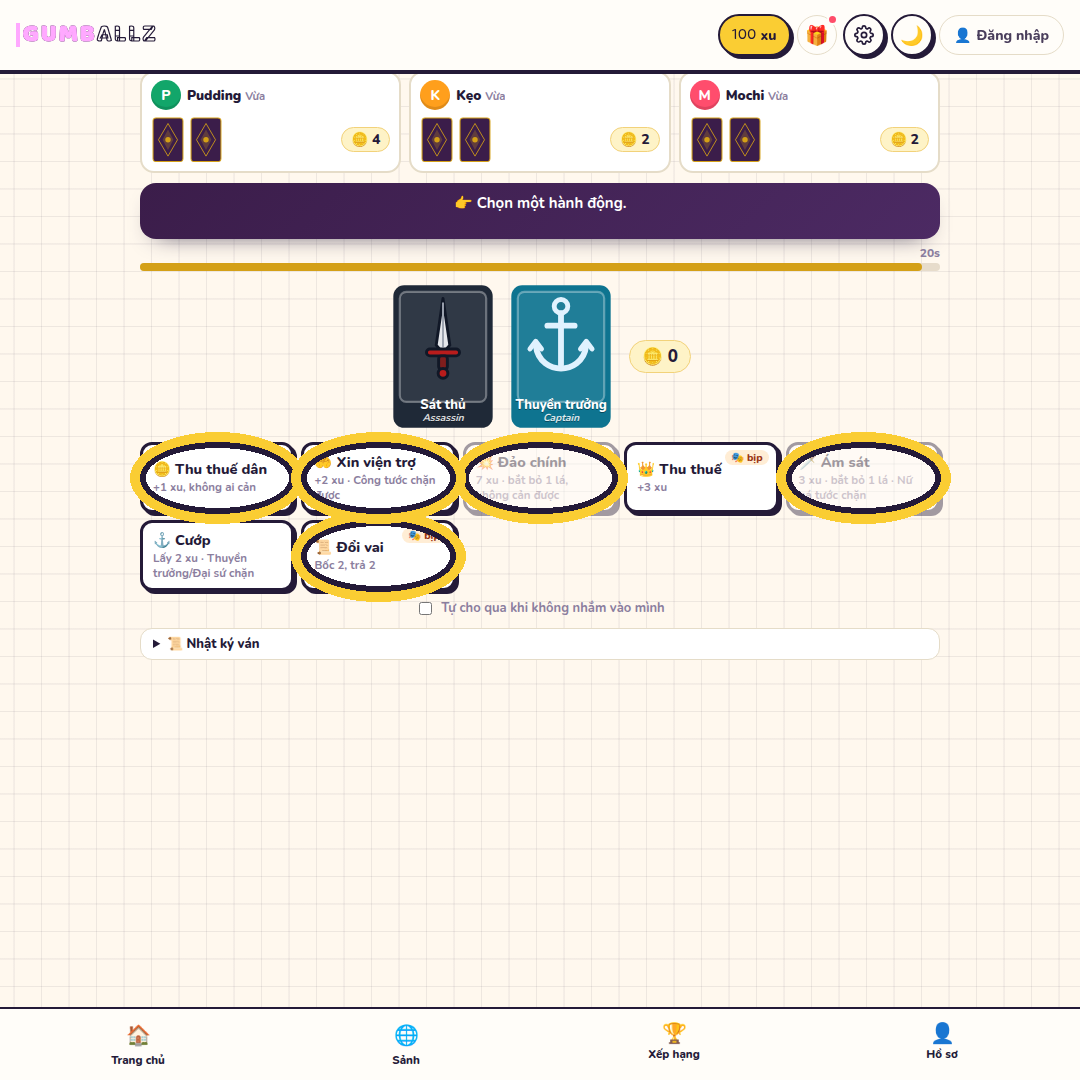 GUMBALLZ
100 xu
Đăng nhập
P Pudding Vừa
4
K Kẹo Vừa
2
M Mochi Vừa
2
Chọn một hành động.
20s
Sát thủ
Assassin
Thuyền trưởng
Captain
0
Thu thuế dân
+1 xu, không ai cản
Xin viện trợ
+2 xu · Công tước chặn
được
Đảo chính
7 xu · bắt bỏ 1 lá,
không cản được
Thu thuế
bịp
+3 xu
Ám sát
3 xu · bắt bỏ 1 lá · Nữ
tước chặn
Cướp
Lấy 2 xu · Thuyền
trưởng/Đại sứ chặn
Đổi vai
Bốc 2, trả 2
Tự cho qua khi không nhắm vào mình
Nhật ký ván
Trang chủ
Sảnh
Xếp hạng
Hồ sơ